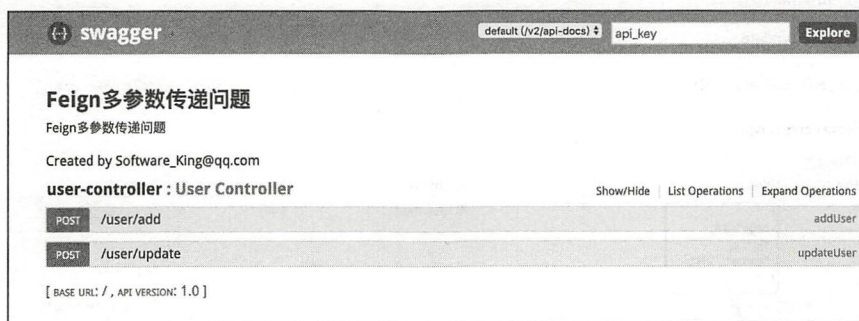 {···} swagger default (/v2/api-docs) api_key Explore
Feign多参数传递问题
Feign多参数传递问题
Created by Software_King@qq.com
user-controller : User Controller Show/Hide | List Operations | Expand Operations
POST /user/add addUser
POST /user/update updateUser
[ BASE URL: / , API VERSION: 1.0 ]